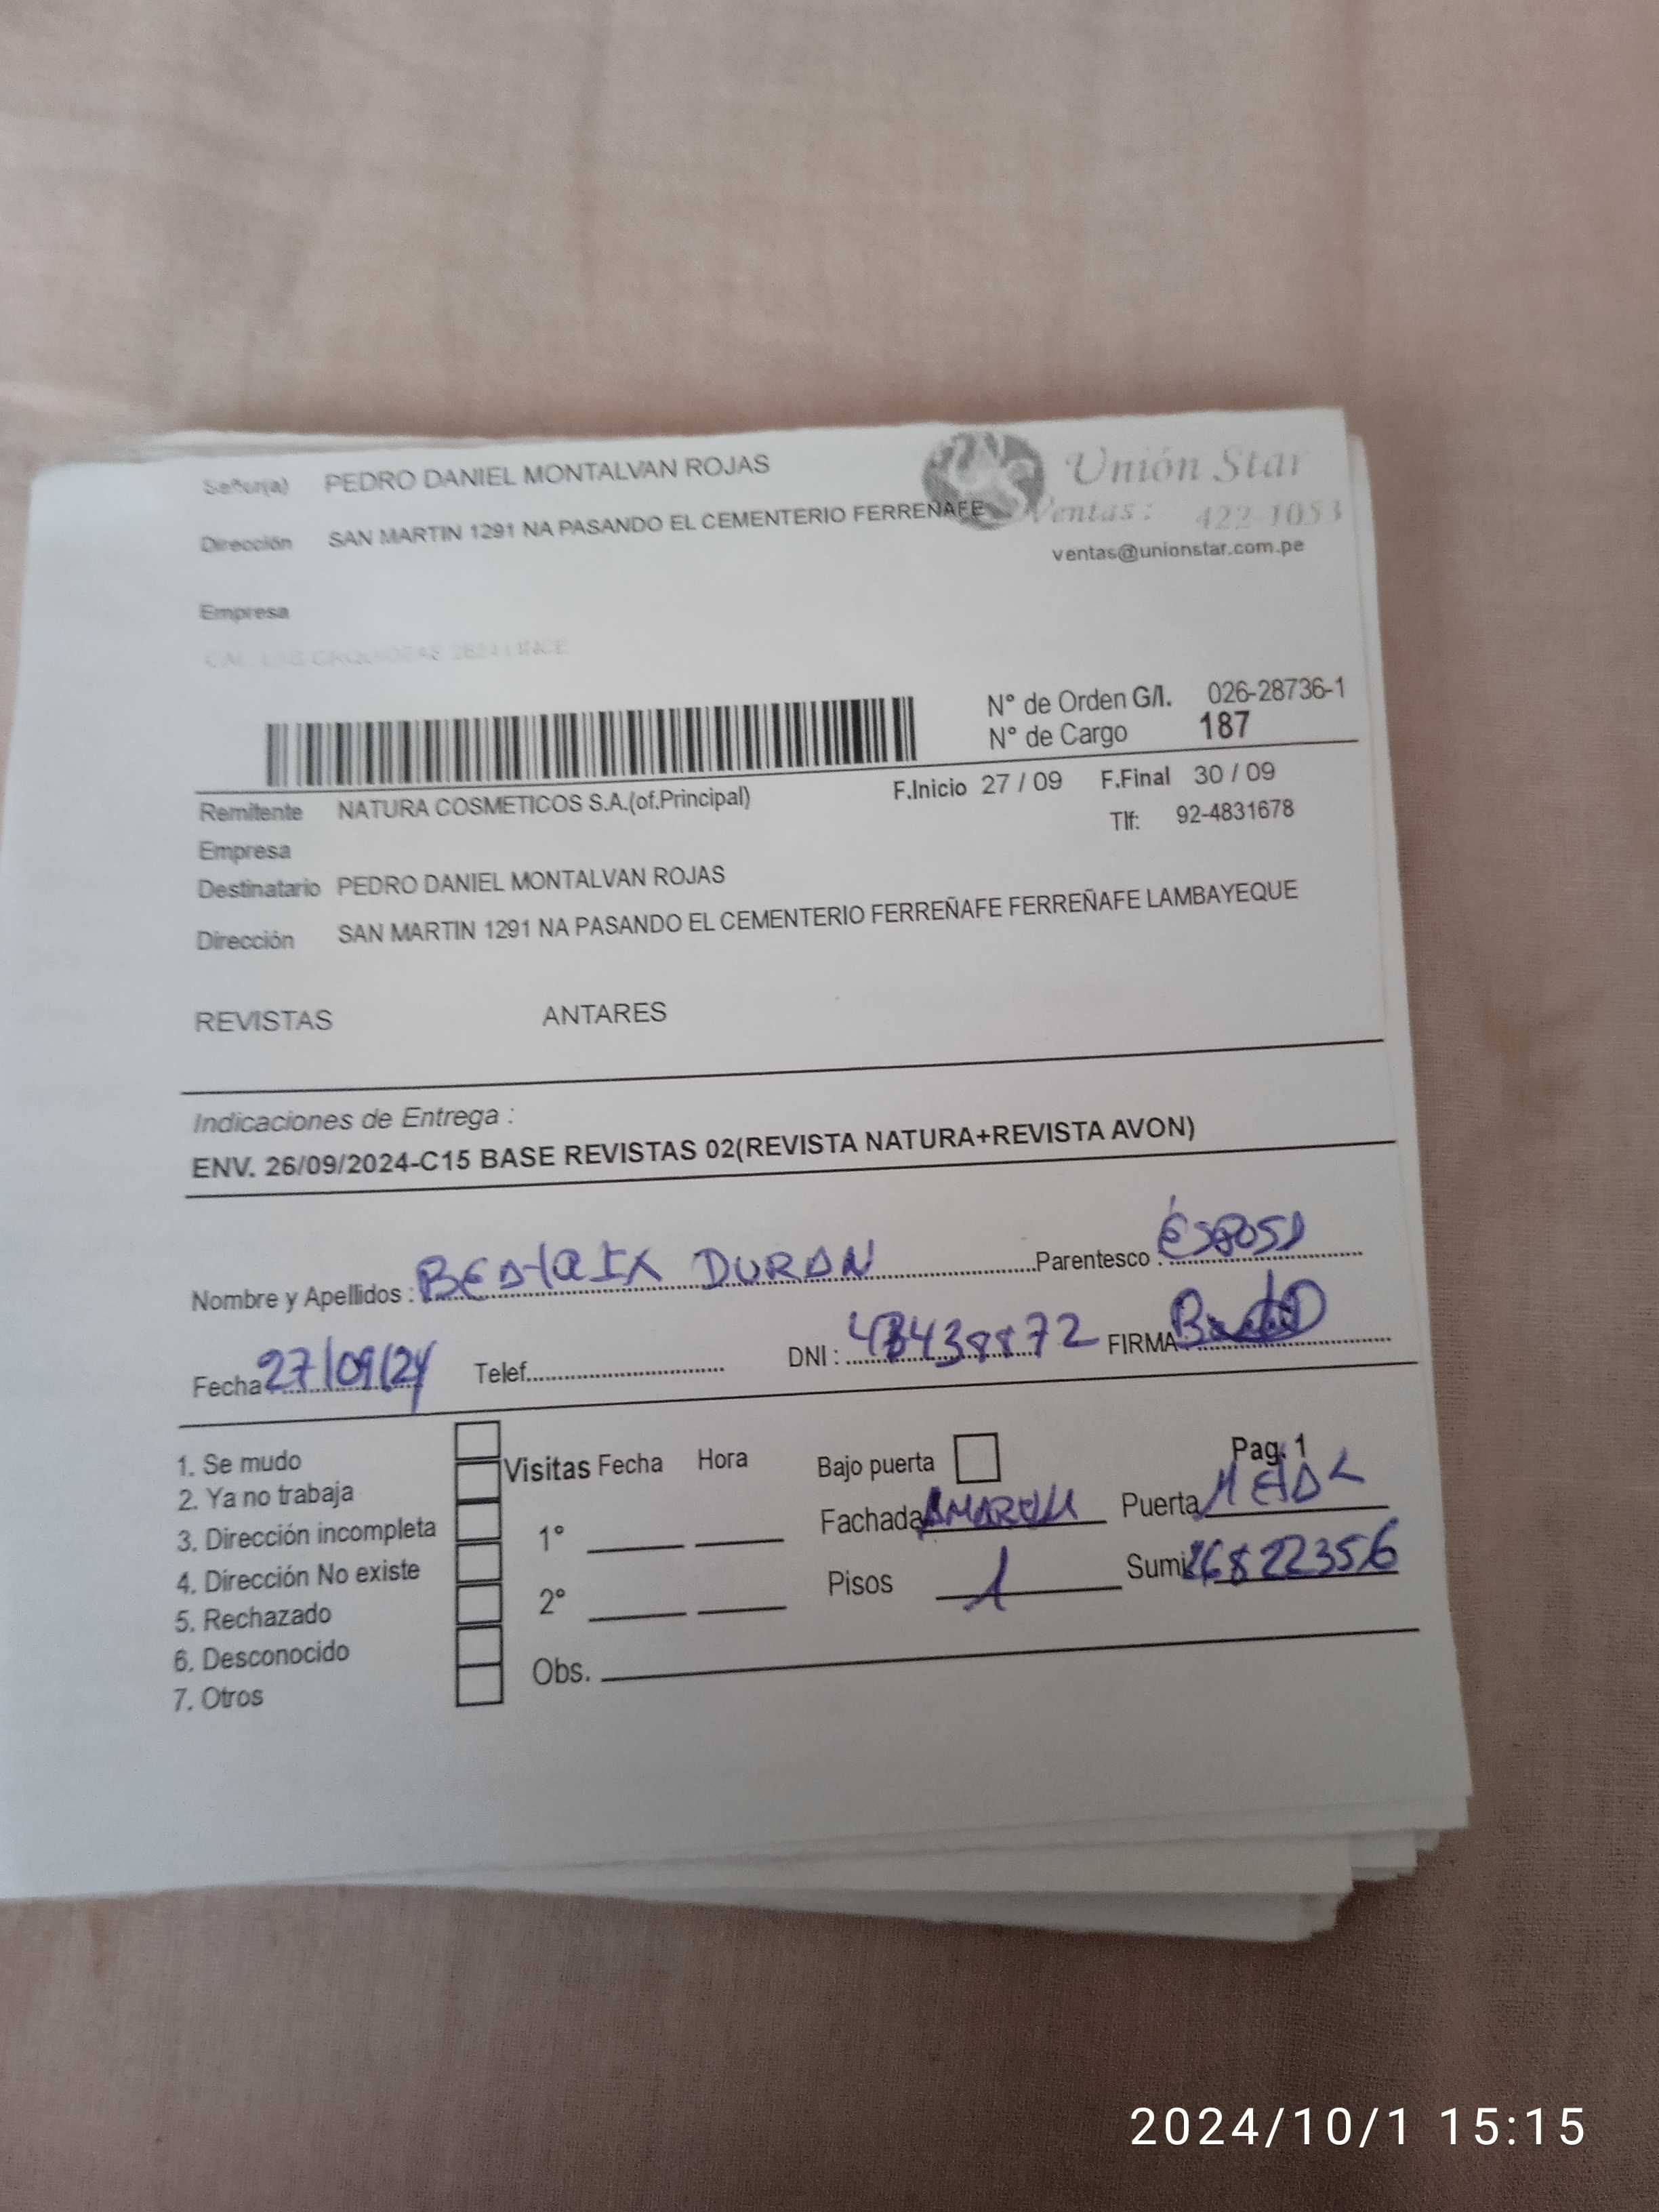 Señor(a) PEDRO DANIEL MONTALVAN ROJAS
Unión Star
Dirección SAN MARTIN 1291 NA PASANDO EL CEMENTERIO FERREÑAFE
Ventas: 422-1053
ventas@unionstar.com.pe
Empresa
N° de Orden G/I. 026-28736-1
N° de Cargo 187
Remitente NATURA COSMETICOS S.A.(of.Principal) F.Inicio 27 / 09 F.Final 30 / 09
Empresa Tlf: 92-4831678
Destinatario PEDRO DANIEL MONTALVAN ROJAS
Dirección SAN MARTIN 1291 NA PASANDO EL CEMENTERIO FERREÑAFE FERREÑAFE LAMBAYEQUE
REVISTAS ANTARES
Indicaciones de Entrega :
ENV. 26/09/2024-C15 BASE REVISTAS 02(REVISTA NATURA+REVISTA AVON)
Nombre y Apellidos : DURAN Parentesco : ESPOSA
Fecha 27/09/24 Telef. DNI : FIRMA
1. Se mudo
2. Ya no trabaja
3. Dirección incompleta
4. Dirección No existe
5. Rechazado
6. Desconocido
7. Otros
Visitas Fecha Hora Bajo puerta Pag. 1
1° Fachada Puerta
2° Pisos 1 Sumi
Obs.
2024/10/1 15:15